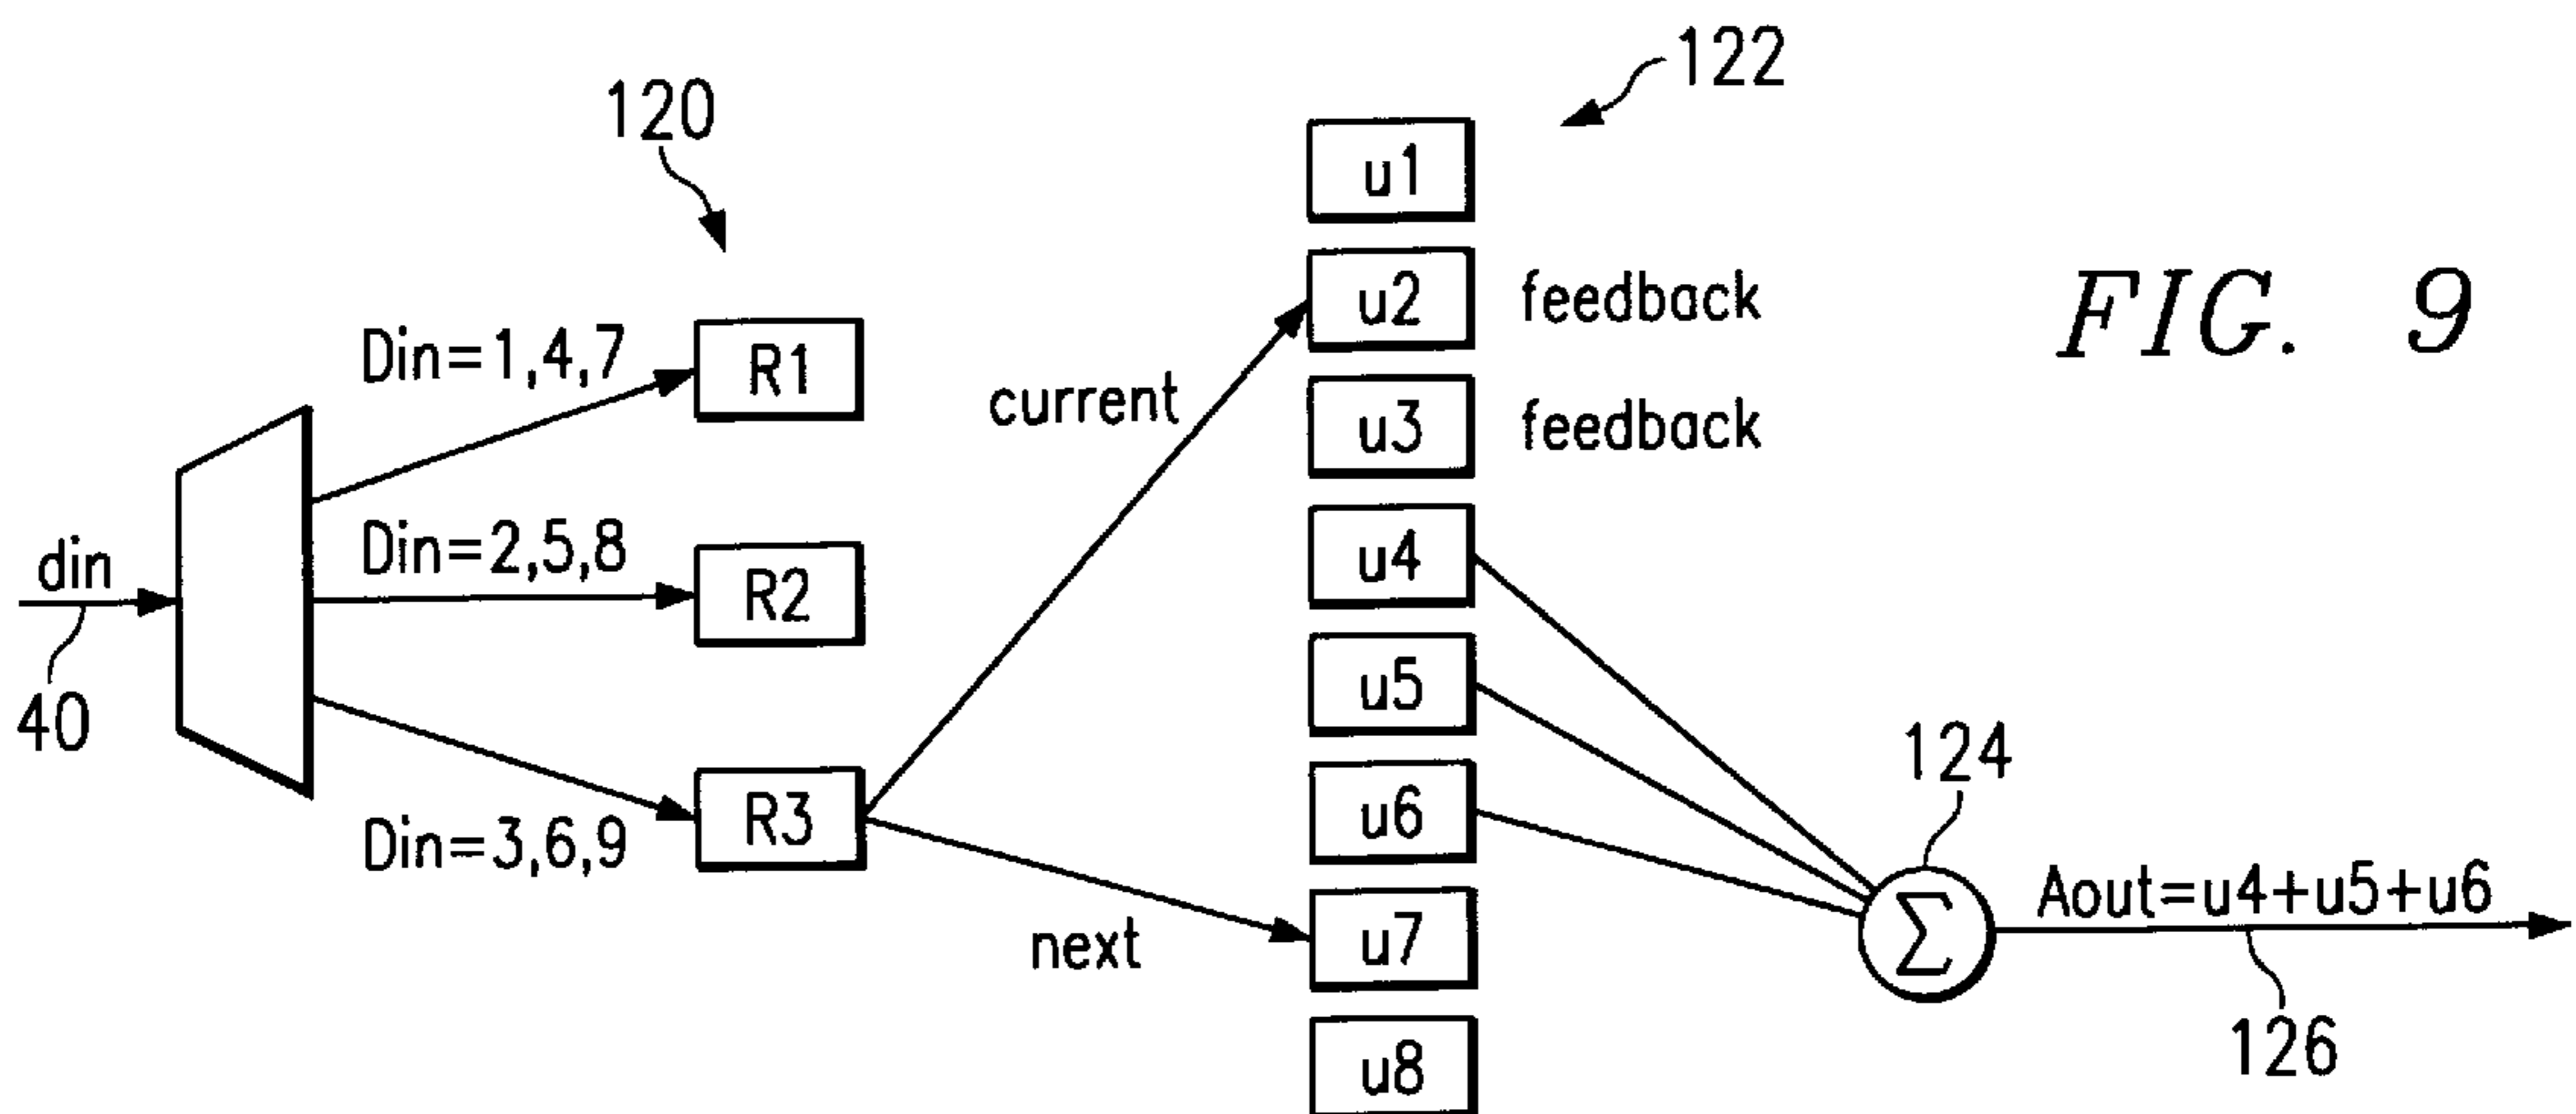 122
120
u1
u2 feedback
FIG. 9
Din=1,4,7
R1
current
u3 feedback
din
Din=2,5,8
R2
u4
40
u5
124
Din=3,6,9
R3
u6
Σ
Aout=u4+u5+u6
next
u7
126
u8